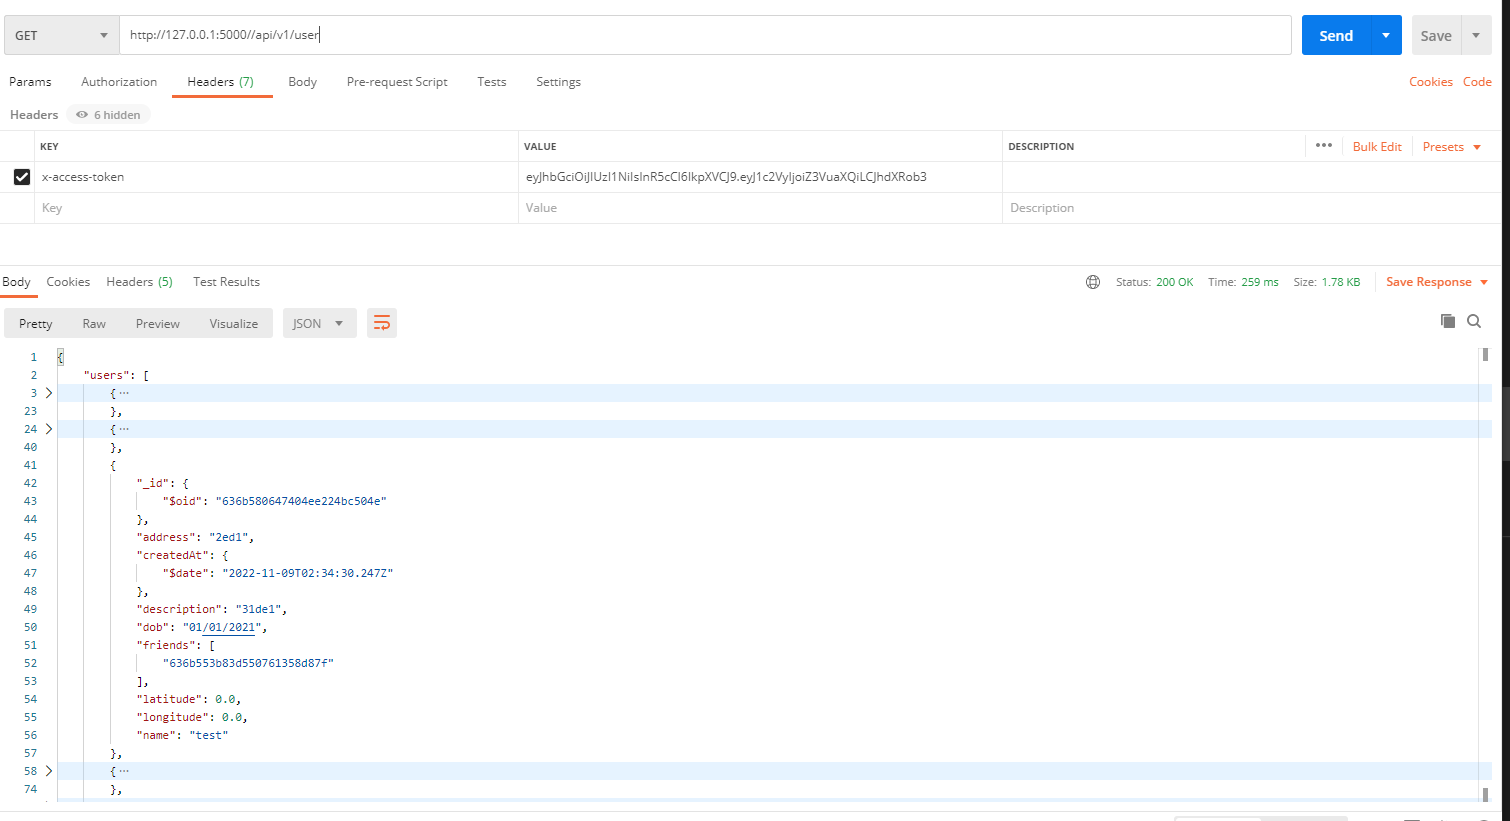 GET http://127.0.0.1:5000//api/v1/user Send Save
Params Authorization Headers (7) Body Pre-request Script Tests Settings Cookies Code
Headers 6 hidden
KEY VALUE DESCRIPTION ••• Bulk Edit Presets
x-access-token eyJhbGciOiJIUzI1NiIsInR5cCI6IkpXVCJ9.eyJ1c2VyIjoiZ3VuaXQiLCJhdXRob3
Key Value Description
Body Cookies Headers (5) Test Results Status: 200 OK Time: 259 ms Size: 1.78 KB Save Response
Pretty Raw Preview Visualize JSON
1 {
2 "users": [
3 { ···
23 },
24 { ···
40 },
41 {
42 "_id": {
43 "$oid": "636b580647404ee224bc504e"
44 },
45 "address": "2ed1",
46 "createdAt": {
47 "$date": "2022-11-09T02:34:30.247Z"
48 },
49 "description": "31de1",
50 "dob": "01/01/2021",
51 "friends": [
52 "636b553b83d550761358d87f"
53 ],
54 "latitude": 0.0,
55 "longitude": 0.0,
56 "name": "test"
57 },
58 { ···
74 },